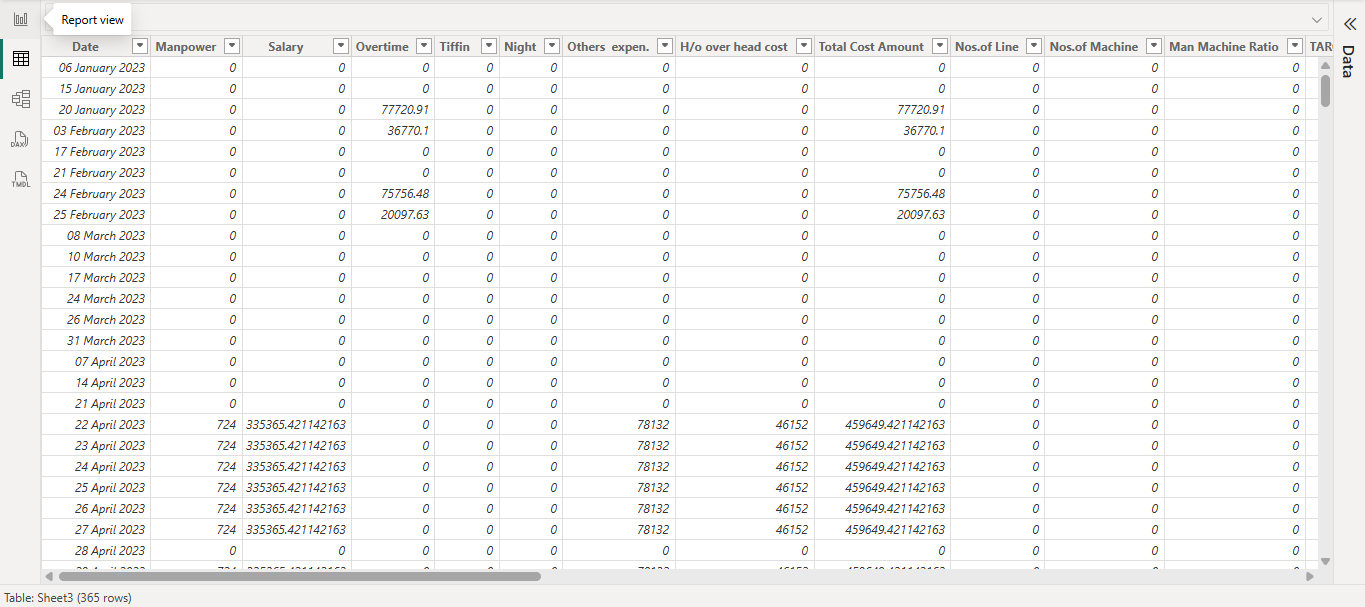 Report view
Date Manpower Salary Overtime Tiffin Night Others expen. H/o over head cost Total Cost Amount Nos.of Line Nos.of Machine Man Machine Ratio
06 January 2023 0 0 0 0 0 0 0 0 0 0 0
15 January 2023 0 0 0 0 0 0 0 0 0 0 0
20 January 2023 0 0 77720.91 0 0 0 0 77720.91 0 0 0
03 February 2023 0 0 36770.1 0 0 0 0 36770.1 0 0 0
17 February 2023 0 0 0 0 0 0 0 0 0 0 0
21 February 2023 0 0 0 0 0 0 0 0 0 0 0
24 February 2023 0 0 75756.48 0 0 0 0 75756.48 0 0 0
25 February 2023 0 0 20097.63 0 0 0 0 20097.63 0 0 0
08 March 2023 0 0 0 0 0 0 0 0 0 0 0
10 March 2023 0 0 0 0 0 0 0 0 0 0 0
17 March 2023 0 0 0 0 0 0 0 0 0 0 0
24 March 2023 0 0 0 0 0 0 0 0 0 0 0
26 March 2023 0 0 0 0 0 0 0 0 0 0 0
31 March 2023 0 0 0 0 0 0 0 0 0 0 0
07 April 2023 0 0 0 0 0 0 0 0 0 0 0
14 April 2023 0 0 0 0 0 0 0 0 0 0 0
21 April 2023 0 0 0 0 0 0 0 0 0 0 0
22 April 2023 724 335365.421142163 0 0 0 78132 46152 459649.421142163 0 0 0
23 April 2023 724 335365.421142163 0 0 0 78132 46152 459649.421142163 0 0 0
24 April 2023 724 335365.421142163 0 0 0 78132 46152 459649.421142163 0 0 0
25 April 2023 724 335365.421142163 0 0 0 78132 46152 459649.421142163 0 0 0
26 April 2023 724 335365.421142163 0 0 0 78132 46152 459649.421142163 0 0 0
27 April 2023 724 335365.421142163 0 0 0 78132 46152 459649.421142163 0 0 0
28 April 2023 0 0 0 0 0 0 0 0 0 0 0
Data
DAX
TMDL
Table: Sheet3 (365 rows)